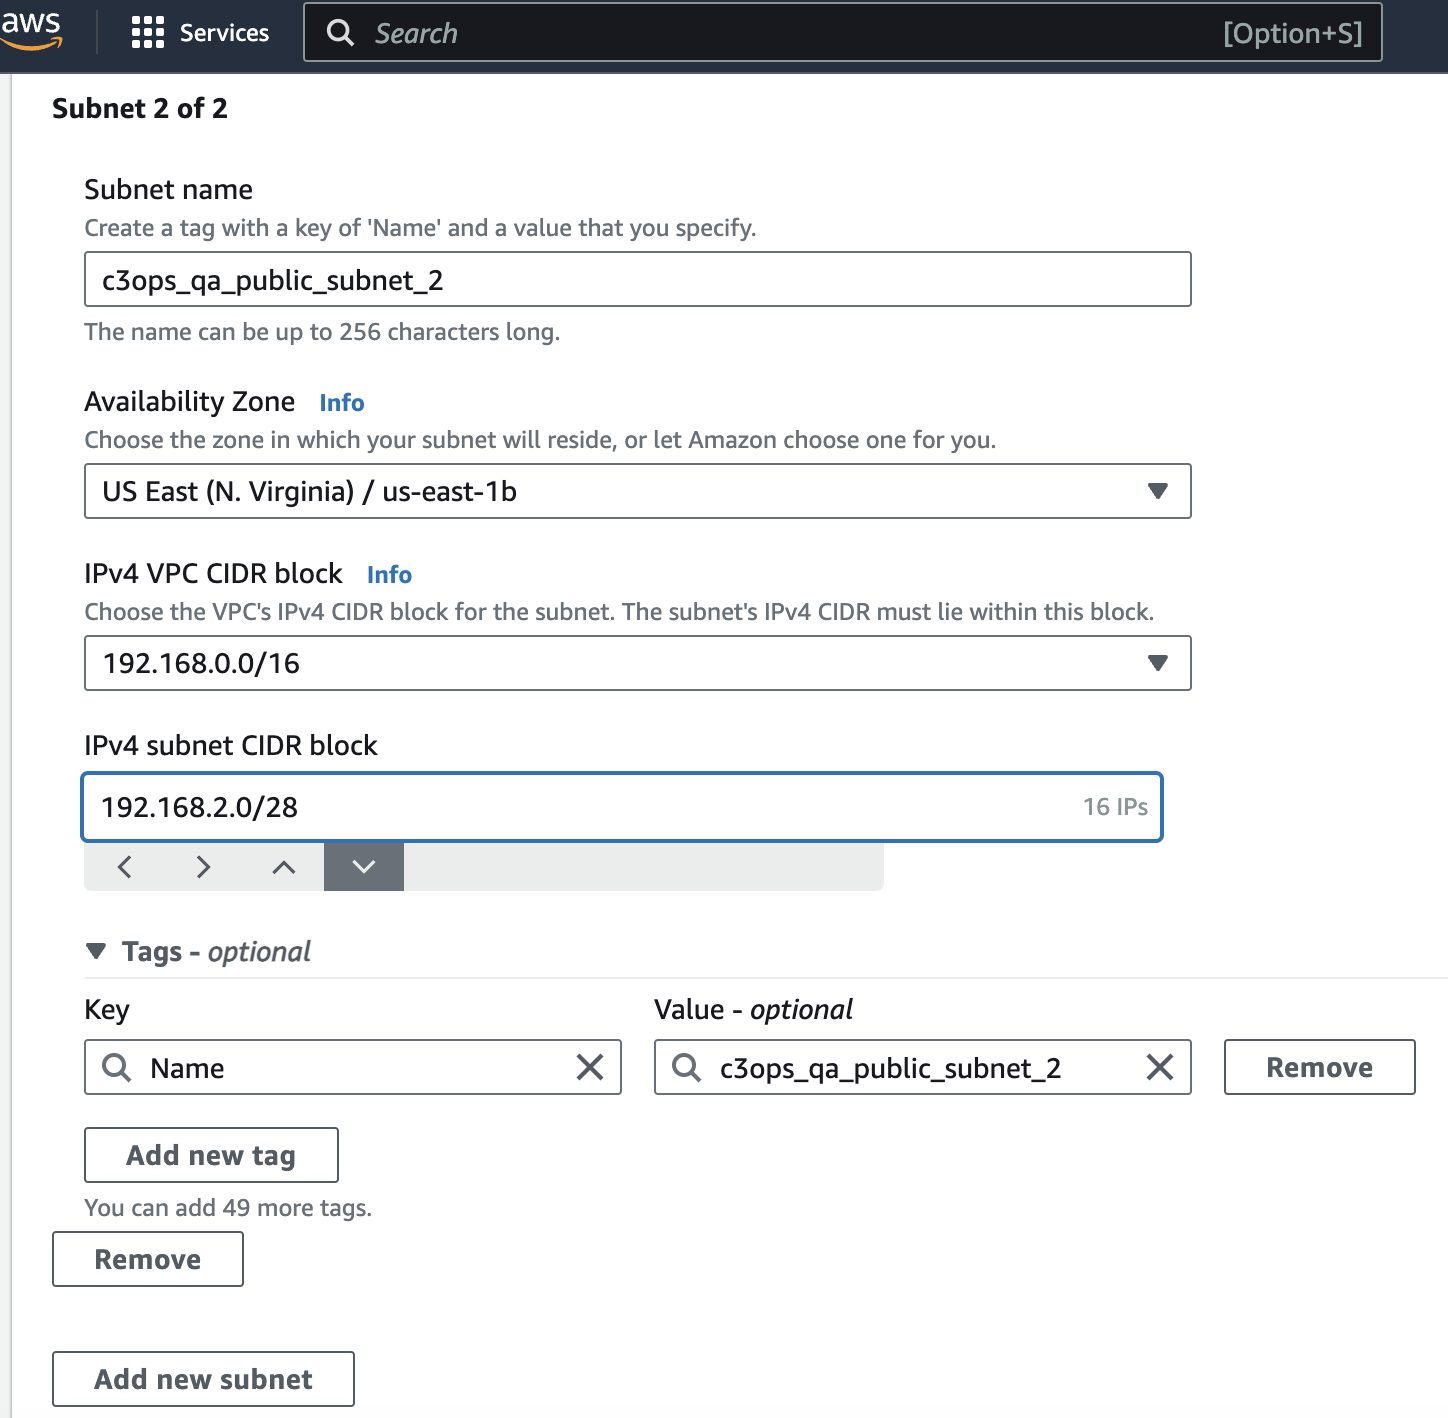 aws
Services
Search
[Option+S]
Subnet 2 of 2
Subnet name
Create a tag with a key of 'Name' and a value that you specify.
c3ops_qa_public_subnet_2
The name can be up to 256 characters long.
Availability Zone Info
Choose the zone in which your subnet will reside, or let Amazon choose one for you.
US East (N. Virginia) / us-east-1b
IPv4 VPC CIDR block Info
Choose the VPC's IPv4 CIDR block for the subnet. The subnet's IPv4 CIDR must lie within this block.
192.168.0.0/16
IPv4 subnet CIDR block
192.168.2.0/28
16 IPs
Tags - optional
Key
Value - optional
Name
c3ops_qa_public_subnet_2
Remove
Add new tag
You can add 49 more tags.
Remove
Add new subnet